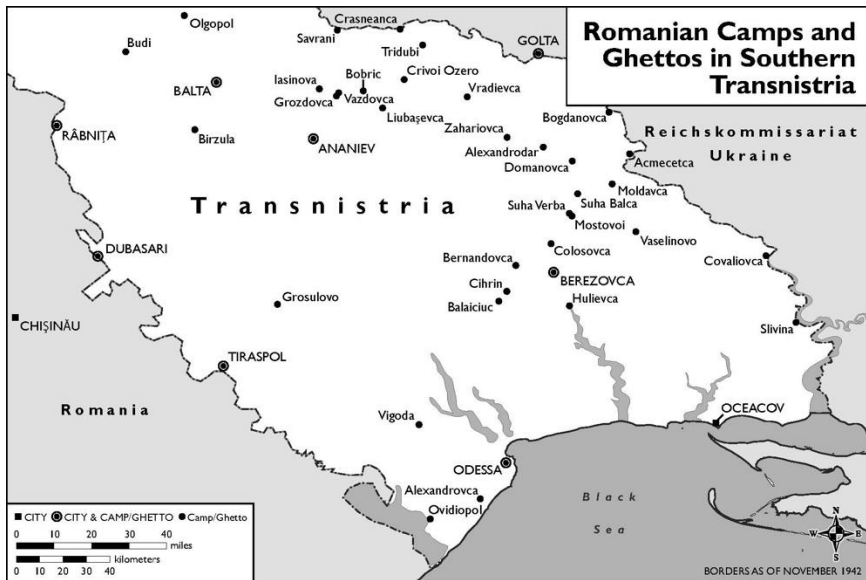 Romanian Camps and
Ghettos in Southern
Transnistria
Crasneanca
Olgopol
Savrani
GOLTA
Budi
Tridubi
Bobric
Crivoi Ozero
Iasinova
BALTA
Vradievca
Grozdovca
Vazdovca
Liubaşevca
Bogdanovca
RÂBNIŢA
Birzula
ANANIEV
Zahariovca
Reichskommissariat
Ukraine
Alexandrodar
Acmecetca
Domanovca
Moldavca
Transnistria
Suha Balca
Suha Verba
Mostovoi
Vaselinovo
DUBASARI
Colosovca
Bernandovca
Covaliovca
BEREZOVCA
Cihrin
Grosulovo
Balaiciuc
Hulievca
CHIŞINĂU
Slivina
TIRASPOL
Romania
OCEACOV
Vigoda
ODESSA
Alexandrovca
Black
Sea
Ovidiopol
CITY
CITY & CAMP/GHETTO
Camp/Ghetto
0 10 20 30 40
miles
kilometers
0 10 20 30 40
N
W E
S
BORDERS AS OF NOVEMBER 1942